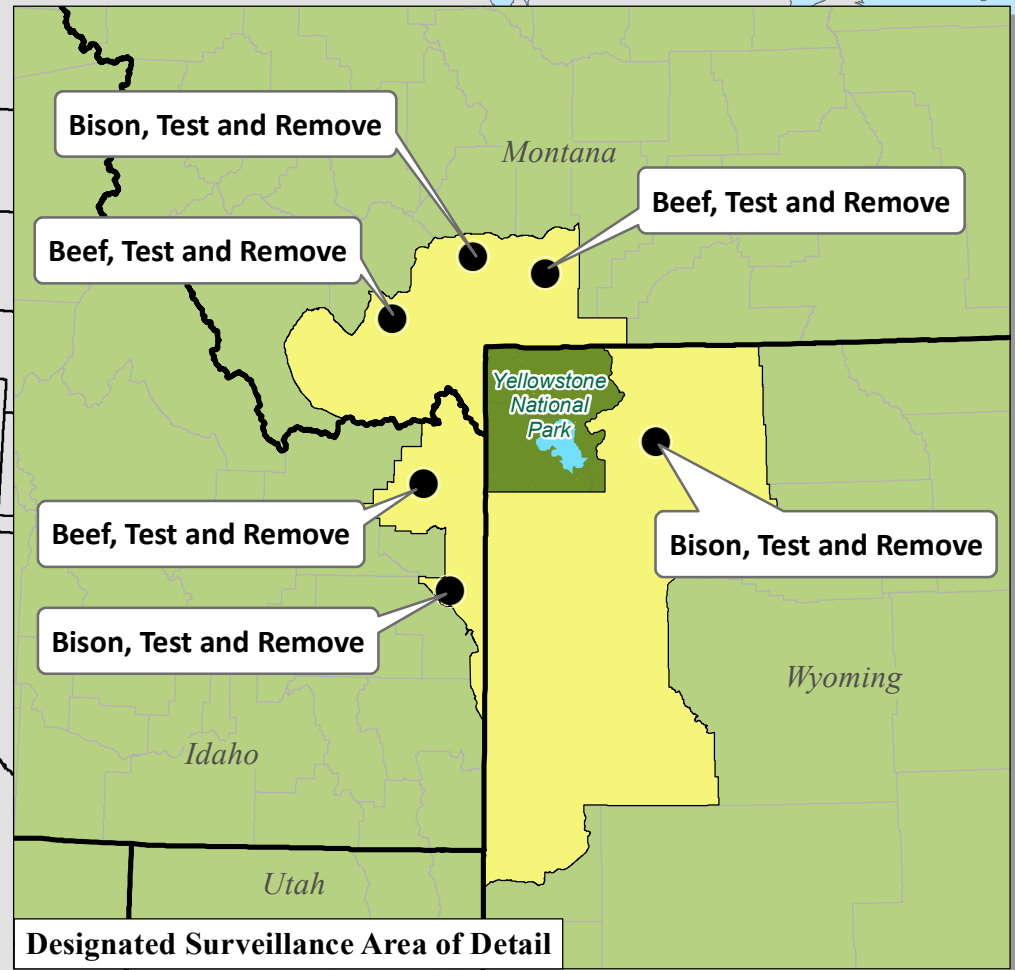 Bison, Test and Remove
Montana
Beef, Test and Remove
Beef, Test and Remove
Yellowstone
National
Park
Beef, Test and Remove
Bison, Test and Remove
Bison, Test and Remove
Wyoming
Idaho
Utah
Designated Surveillance Area of Detail